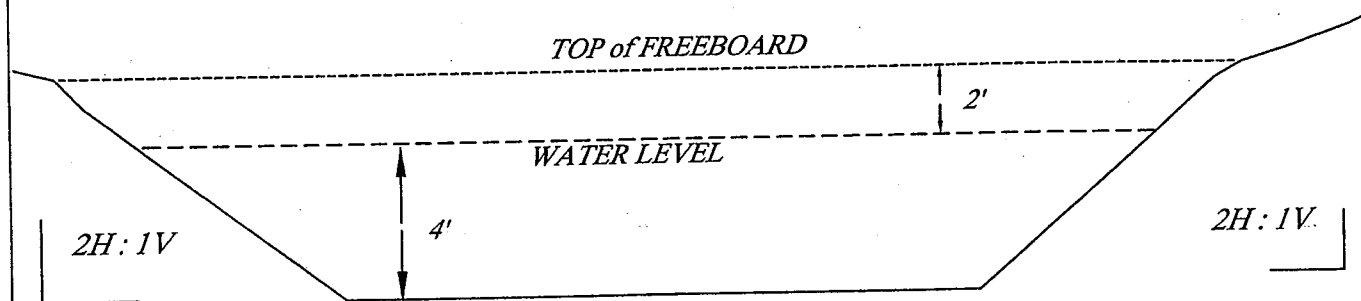 TOP of FREEBOARD
2'
WATER LEVEL
4'
2H : 1V
2H : 1V